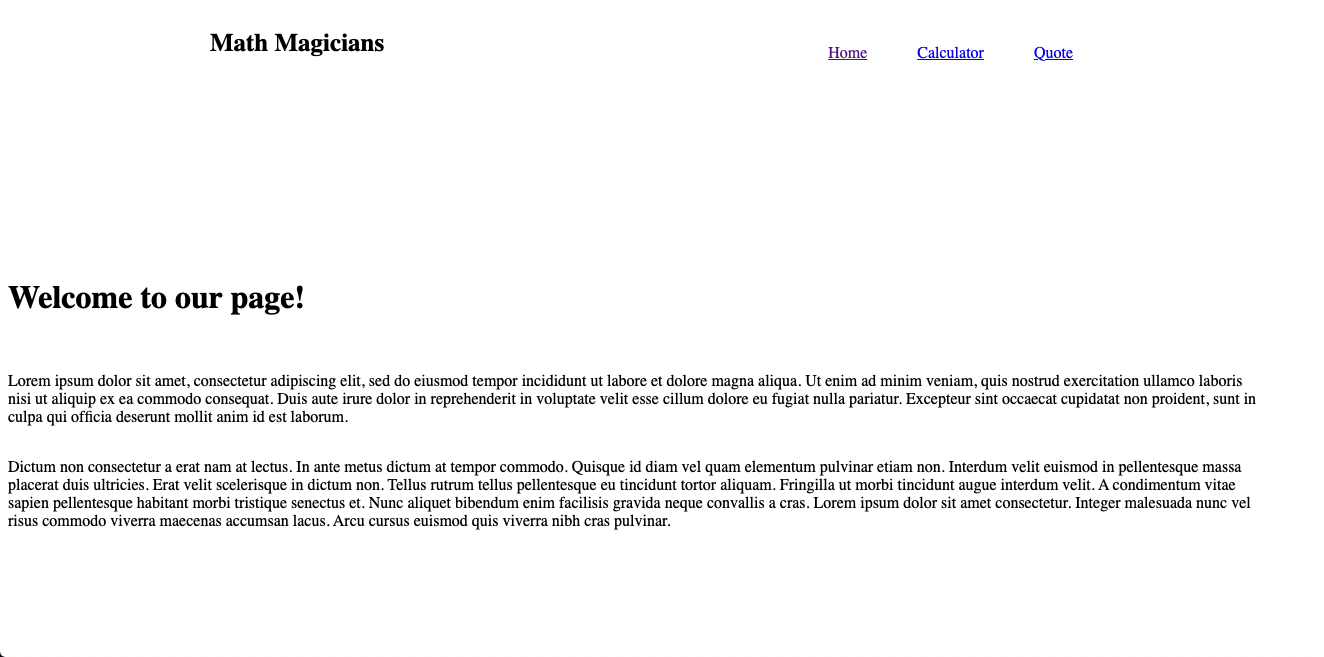 Math Magicians
Home Calculator Quote
Welcome to our page!
Lorem ipsum dolor sit amet, consectetur adipiscing elit, sed do eiusmod tempor incididunt ut labore et dolore magna aliqua. Ut enim ad minim veniam, quis nostrud exercitation ullamco laboris
nisi ut aliquip ex ea commodo consequat. Duis aute irure dolor in reprehenderit in voluptate velit esse cillum dolore eu fugiat nulla pariatur. Excepteur sint occaecat cupidatat non proident, sunt in
culpa qui officia deserunt mollit anim id est laborum.
Dictum non consectetur a erat nam at lectus. In ante metus dictum at tempor commodo. Quisque id diam vel quam elementum pulvinar etiam non. Interdum velit euismod in pellentesque massa
placerat duis ultricies. Erat velit scelerisque in dictum non. Tellus rutrum tellus pellentesque eu tincidunt tortor aliquam. Fringilla ut morbi tincidunt augue interdum velit. A condimentum vitae
sapien pellentesque habitant morbi tristique senectus et. Nunc aliquet bibendum enim facilisis gravida neque convallis a cras. Lorem ipsum dolor sit amet consectetur. Integer malesuada nunc vel
risus commodo viverra maecenas accumsan lacus. Arcu cursus euismod quis viverra nibh cras pulvinar.